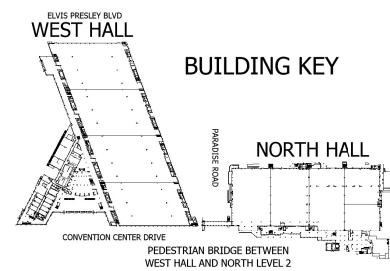 ELVIS PRESLEY BLVD
WEST HALL
BUILDING KEY
PARADISE ROAD
NORTH HALL
CONVENTION CENTER DRIVE
PEDESTRIAN BRIDGE BETWEEN
WEST HALL AND NORTH LEVEL 2